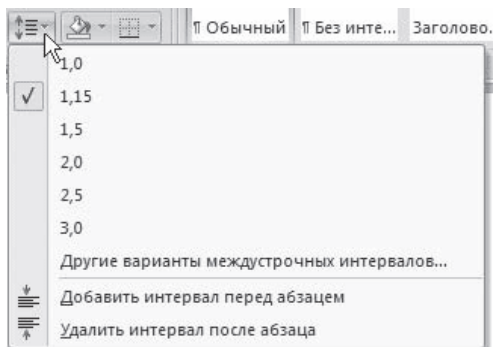 ¶ Обычный ¶ Без инте... Заголово.
1,0
1,15
1,5
2,0
2,5
3,0
Другие варианты междустрочных интервалов...
Добавить интервал перед абзацем
Удалить интервал после абзаца